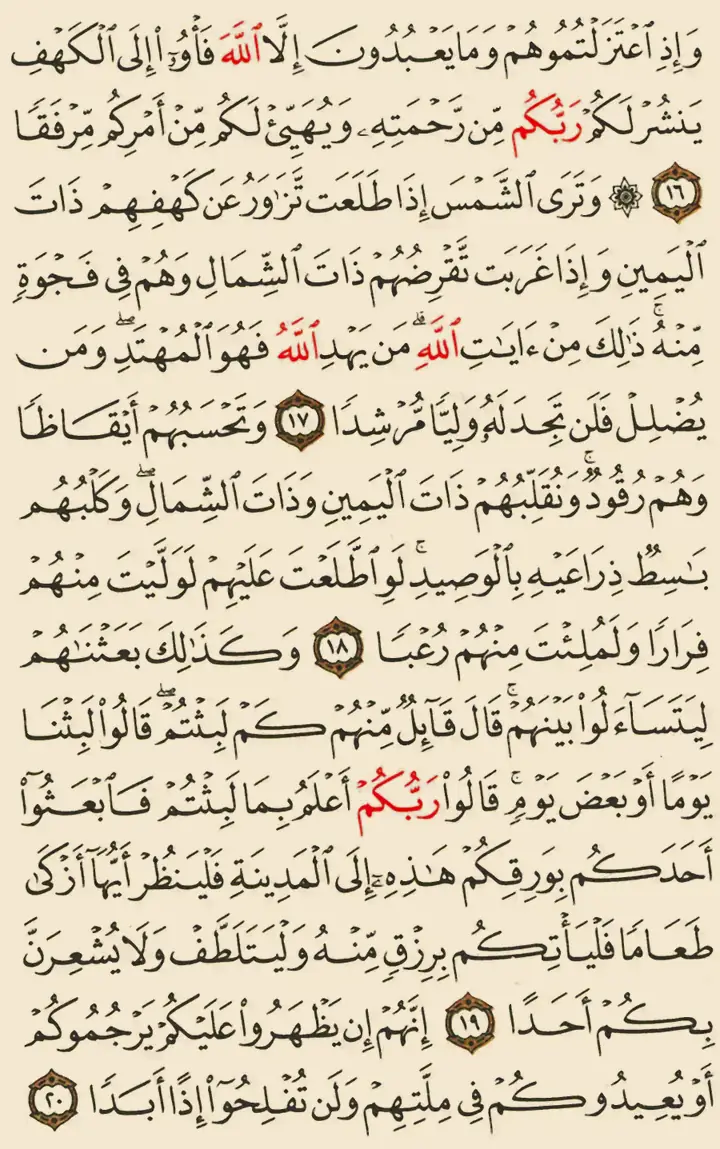 وَإِذِ ٱعۡتَزَلۡتُمُوهُمۡ وَمَا يَعۡبُدُونَ إِلَّا ٱللَّهَ فَأۡوُۥٓاْ إِلَى ٱلۡكَهۡفِ
يَنشُرۡ لَكُمۡ رَبُّكُم مِّن رَّحۡمَتِهِۦ وَيُهَيِّئۡ لَكُم مِّنۡ أَمۡرِكُم مِّرۡفَقٗا
١٦ ۞ وَتَرَى ٱلشَّمۡسَ إِذَا طَلَعَت تَّزَٰوَرُ عَن كَهۡفِهِمۡ ذَاتَ
ٱلۡيَمِينِ وَإِذَا غَرَبَت تَّقۡرِضُهُمۡ ذَاتَ ٱلشِّمَالِ وَهُمۡ فِي فَجۡوَةٖ
مِّنۡهُۚ ذَٰلِكَ مِنۡ ءَايَٰتِ ٱللَّهِۗ مَن يَهۡدِ ٱللَّهُ فَهُوَ ٱلۡمُهۡتَدِۖ وَمَن
يُضۡلِلۡ فَلَن تَجِدَ لَهُۥ وَلِيّٗا مُّرۡشِدٗا ١٧ وَتَحۡسَبُهُمۡ أَيۡقَاظٗا
وَهُمۡ رُقُودٞۚ وَنُقَلِّبُهُمۡ ذَاتَ ٱلۡيَمِينِ وَذَاتَ ٱلشِّمَالِۖ وَكَلۡبُهُم
بَٰسِطٞ ذِرَاعَيۡهِ بِٱلۡوَصِيدِۚ لَوِ ٱطَّلَعۡتَ عَلَيۡهِمۡ لَوَلَّيۡتَ مِنۡهُمۡ
فِرَارٗا وَلَمُلِئۡتَ مِنۡهُمۡ رُعۡبٗا ١٨ وَكَذَٰلِكَ بَعَثۡنَٰهُمۡ
لِيَتَسَآءَلُواْ بَيۡنَهُمۡۚ قَالَ قَآئِلٞ مِّنۡهُمۡ كَمۡ لَبِثۡتُمۡۖ قَالُواْ لَبِثۡنَا
يَوۡمًا أَوۡ بَعۡضَ يَوۡمٖۚ قَالُواْ رَبُّكُمۡ أَعۡلَمُ بِمَا لَبِثۡتُمۡ فَٱبۡعَثُوٓاْ
أَحَدَكُم بِوَرِقِكُمۡ هَٰذِهِۦٓ إِلَى ٱلۡمَدِينَةِ فَلۡيَنظُرۡ أَيُّهَآ أَزۡكَىٰ
طَعَامٗا فَلۡيَأۡتِكُم بِرِزۡقٖ مِّنۡهُ وَلۡيَتَلَطَّفۡ وَلَا يُشۡعِرَنَّ
بِكُمۡ أَحَدًا ١٩ إِنَّهُمۡ إِن يَظۡهَرُواْ عَلَيۡكُمۡ يَرۡجُمُوكُمۡ
أَوۡ يُعِيدُوكُمۡ فِي مِلَّتِهِمۡ وَلَن تُفۡلِحُوٓاْ إِذًا أَبَدٗا ٢٠